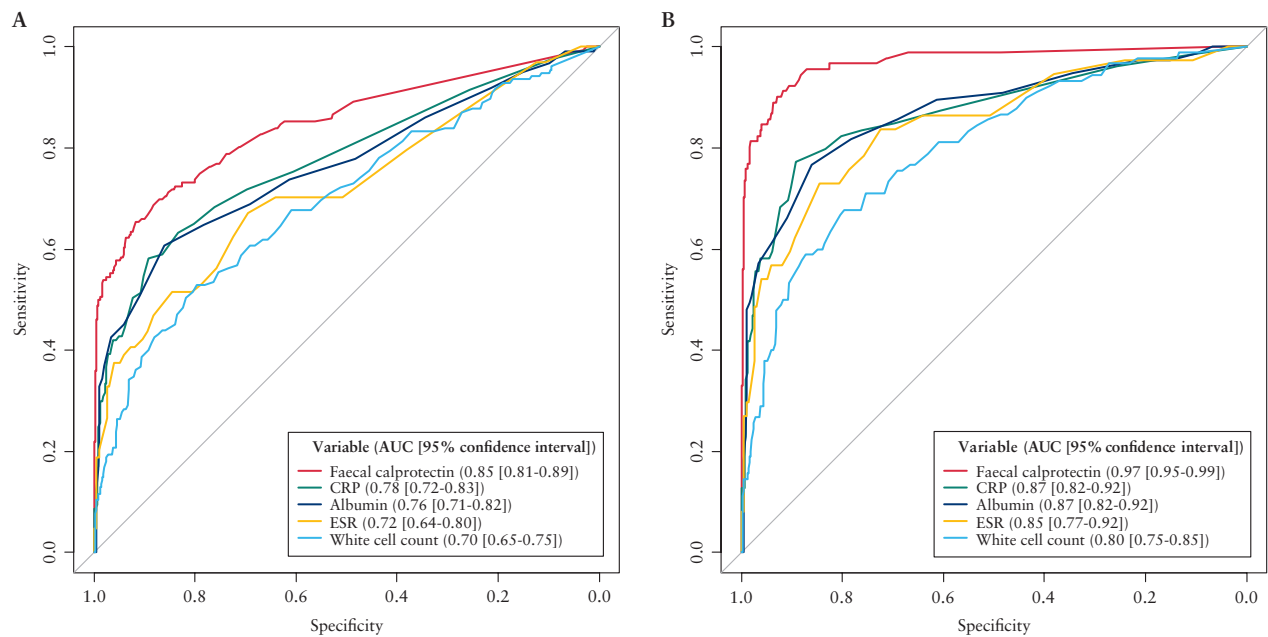 A
1.0
0.8
0.6
0.4
0.2
0.0
Sensitivity
Variable (AUC [95% confidence interval])
Faecal calprotectin (0.85 [0.81-0.89])
CRP (0.78 [0.72-0.83])
Albumin (0.76 [0.71-0.82])
ESR (0.72 [0.64-0.80])
White cell count (0.70 [0.65-0.75])
1.0 0.8 0.6 0.4 0.2 0.0
Specificity
B
1.0
0.8
0.6
0.4
0.2
0.0
Sensitivity
Variable (AUC [95% confidence interval])
Faecal calprotectin (0.97 [0.95-0.99])
CRP (0.87 [0.82-0.92])
Albumin (0.87 [0.82-0.92])
ESR (0.85 [0.77-0.92])
White cell count (0.80 [0.75-0.85])
1.0 0.8 0.6 0.4 0.2 0.0
Specificity